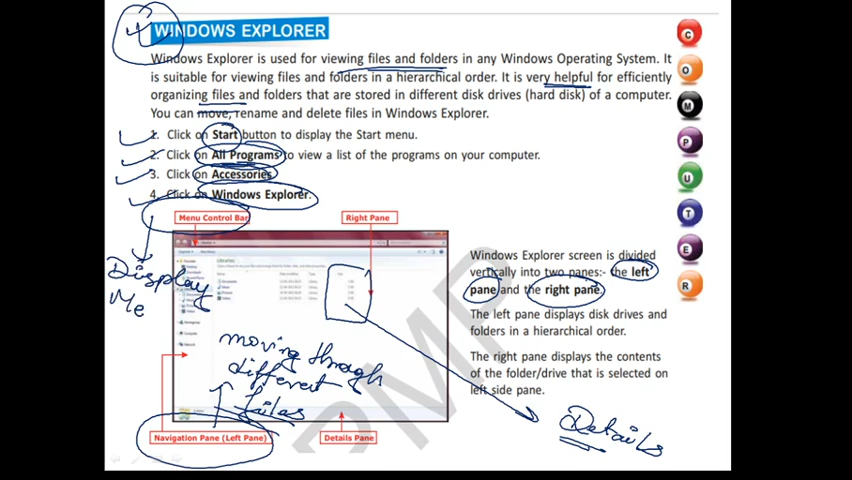 WINDOWS EXPLORER
Windows Explorer is used for viewing files and folders in any Windows Operating System. It
is suitable for viewing files and folders in a hierarchical order. It is very helpful for efficiently
organizing files and folders that are stored in different disk drives (hard disk) of a computer.
You can move, rename and delete files in Windows Explorer.
1. Click on Start button to display the Start menu.
2. Click on All Programs to view a list of the programs on your computer.
3. Click on Accessories
4. Click on Windows Explorer.
Menu Control Bar
Right Pane
Display
Me
moving through
different
failas
Navigation Pane (Left Pane)
Details Pane
Windows Explorer screen is divided
vertically into two panes:- the left
pane and the right pane.
The left pane displays disk drives and
folders in a hierarchical order.
The right pane displays the contents
of the folder/drive that is selected on
left side pane.
Details
PMP
C
O
M
P
U
T
E
R